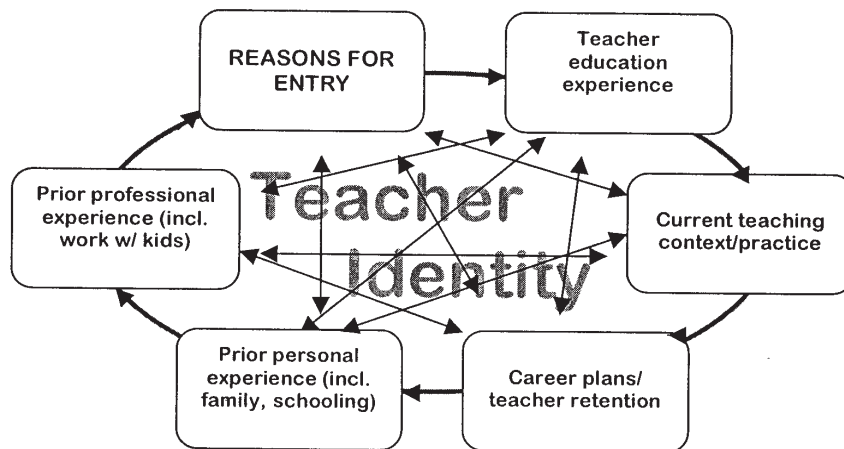 REASONS FOR
ENTRY
Teacher
education
experience
Prior professional
experience (incl.
work w/ kids)
Teacher
Identity
Current teaching
context/practice
Prior personal
experience (incl.
family, schooling)
Career plans/
teacher retention